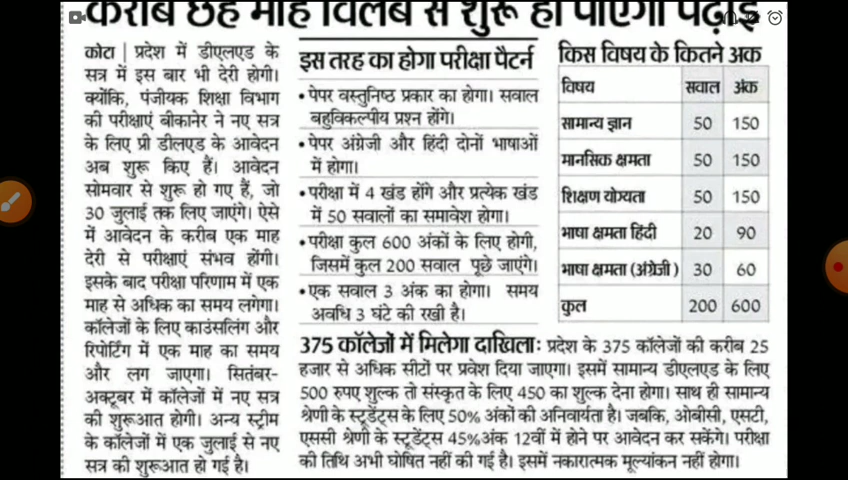 करीब छह माह विलंब से शुरू हो पाएगी पढ़ाई
कोटा | प्रदेश में डीएलएड के
सत्र में इस बार भी देरी होगी।
क्योंकि, पंजीयक शिक्षा विभाग
की परीक्षाएं बीकानेर ने नए सत्र
के लिए प्री डीलएड के आवेदन
अब शुरू किए हैं। आवेदन
सोमवार से शुरू हो गए हैं, जो
30 जुलाई तक लिए जाएंगे। ऐसे
में आवेदन के करीब एक माह
देरी से परीक्षाएं संभव होंगी।
इसके बाद परीक्षा परिणाम में एक
माह से अधिक का समय लगेगा।
कॉलेजों के लिए काउंसलिंग और
रिपोर्टिंग में एक माह का समय
और लग जाएगा। सितंबर-
अक्टूबर में कॉलेजों में नए सत्र
की शुरूआत होगी। अन्य स्ट्रीम
के कॉलेजों में एक जुलाई से नए
सत्र की शुरूआत हो गई है।
इस तरह का होगा परीक्षा पैटर्न
• पेपर वस्तुनिष्ठ प्रकार का होगा। सवाल
बहुविकल्पीय प्रश्न होंगे।
• पेपर अंग्रेजी और हिंदी दोनों भाषाओं
में होगा।
• परीक्षा में 4 खंड होंगे और प्रत्येक खंड
में 50 सवालों का समावेश होगा।
• परीक्षा कुल 600 अंकों के लिए होगी,
जिसमें कुल 200 सवाल पूछे जाएंगे।
• एक सवाल 3 अंक का होगा। समय
अवधि 3 घंटे की रखी है।
किस विषय के कितने अक
विषय सवाल अंक
सामान्य ज्ञान 50 150
मानसिक क्षमता 50 150
शिक्षण योग्यता 50 150
भाषा क्षमता हिंदी 20 90
भाषा क्षमता (अंग्रेजी) 30 60
कुल 200 600
375 कॉलेजों में मिलेगा दाखिला: प्रदेश के 375 कॉलेजों की करीब 25
हजार से अधिक सीटों पर प्रवेश दिया जाएगा। इसमें सामान्य डीएलएड के लिए
500 रुपए शुल्क तो संस्कृत के लिए 450 का शुल्क देना होगा। साथ ही सामान्य
श्रेणी के स्टूडेंट्स के लिए 50% अंकों की अनिवार्यता है। जबकि, ओबीसी, एसटी,
एससी श्रेणी के स्टूडेंट्स 45%अंक 12वीं में होने पर आवेदन कर सकेंगे। परीक्षा
की तिथि अभी घोषित नहीं की गई है। इसमें नकारात्मक मूल्यांकन नहीं होगा।